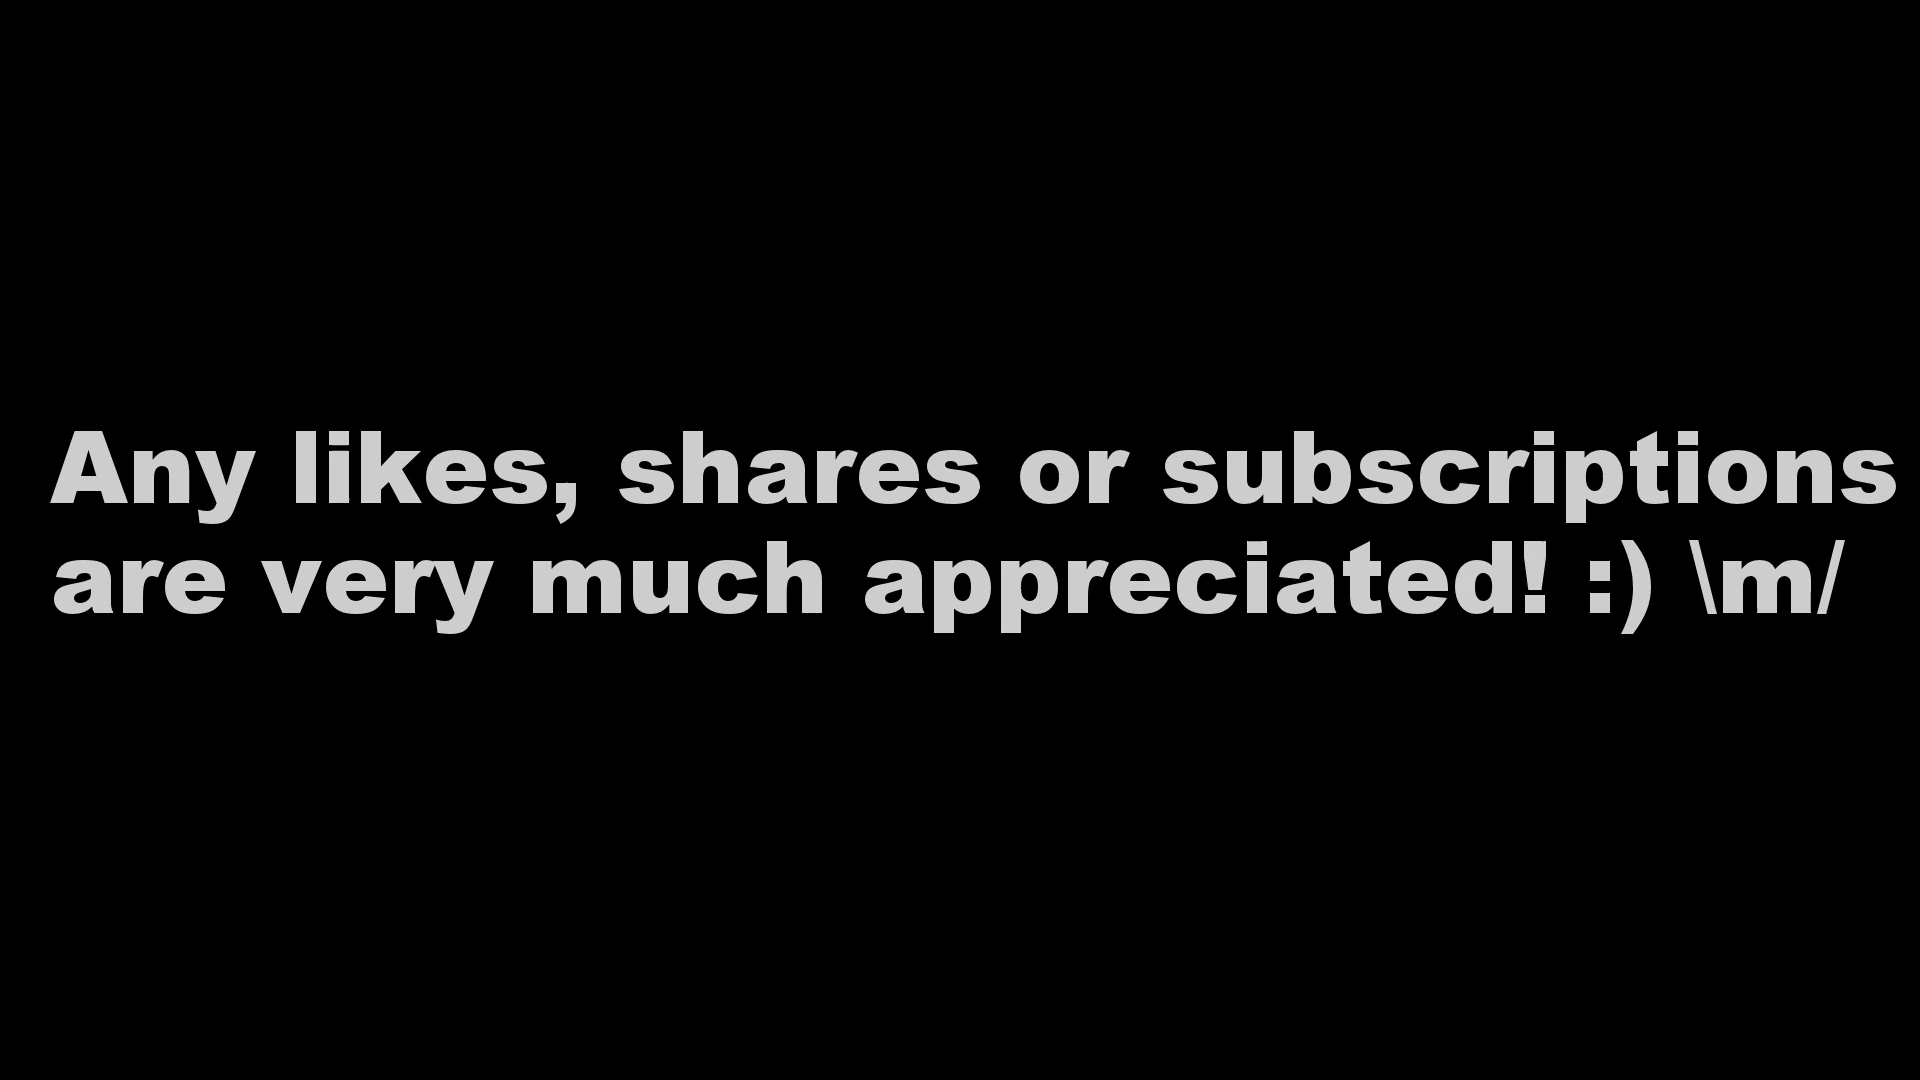 Any likes, shares or subscriptions
are very much appreciated! :) \m/